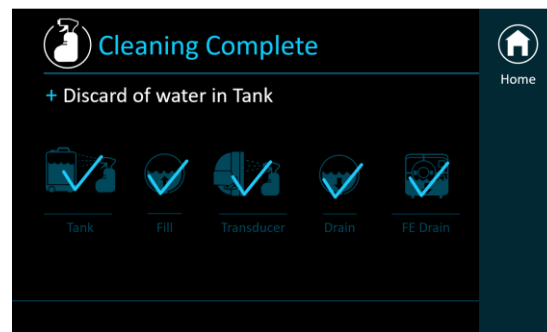 Cleaning Complete
Home
+ Discard of water in Tank
Tank Fill Transducer Drain FE Drain